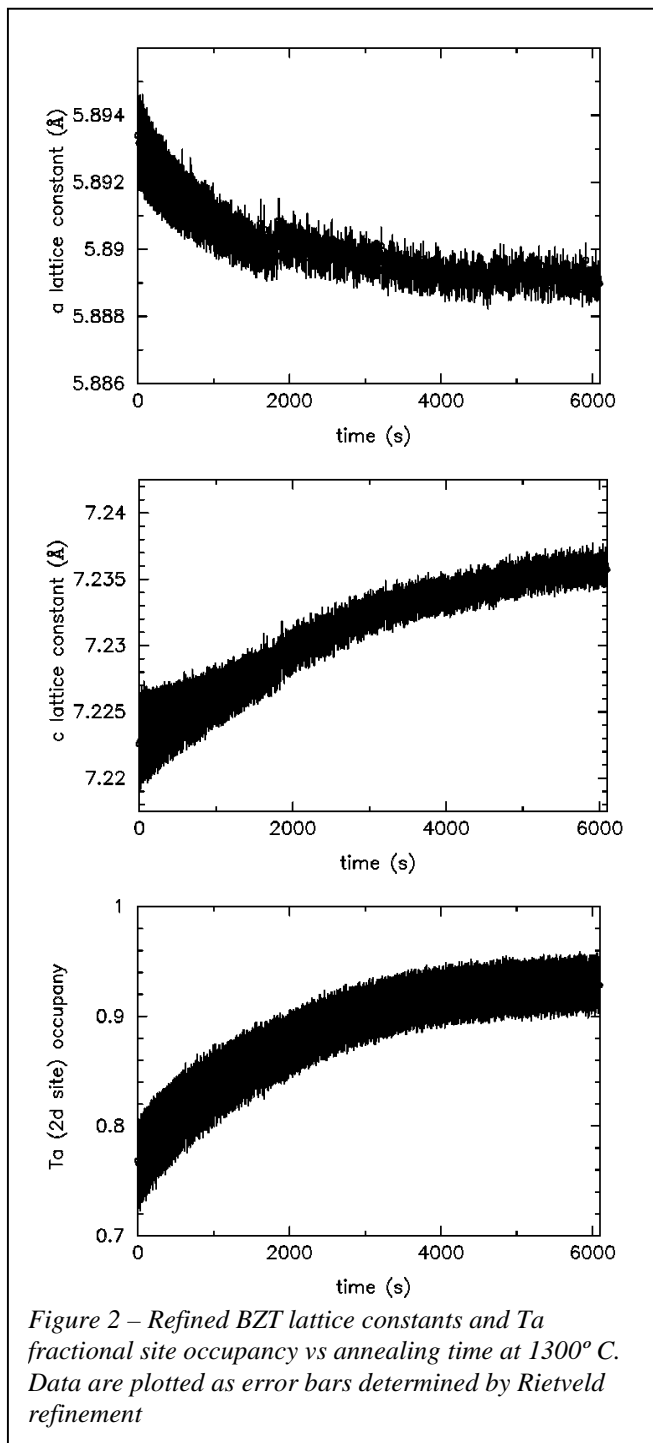 5.894
5.892
5.89
5.888
5.886
a lattice constant (Å)
0 2000 4000 6000
time (s)
7.24
7.235
7.23
7.225
7.22
c lattice constant (Å)
0 2000 4000 6000
time (s)
1
0.9
0.8
0.7
Ta (2d site) occupany
0 2000 4000 6000
time (s)
Figure 2 – Refined BZT lattice constants and Ta
fractional site occupancy vs annealing time at 1300º C.
Data are plotted as error bars determined by Rietveld
refinement